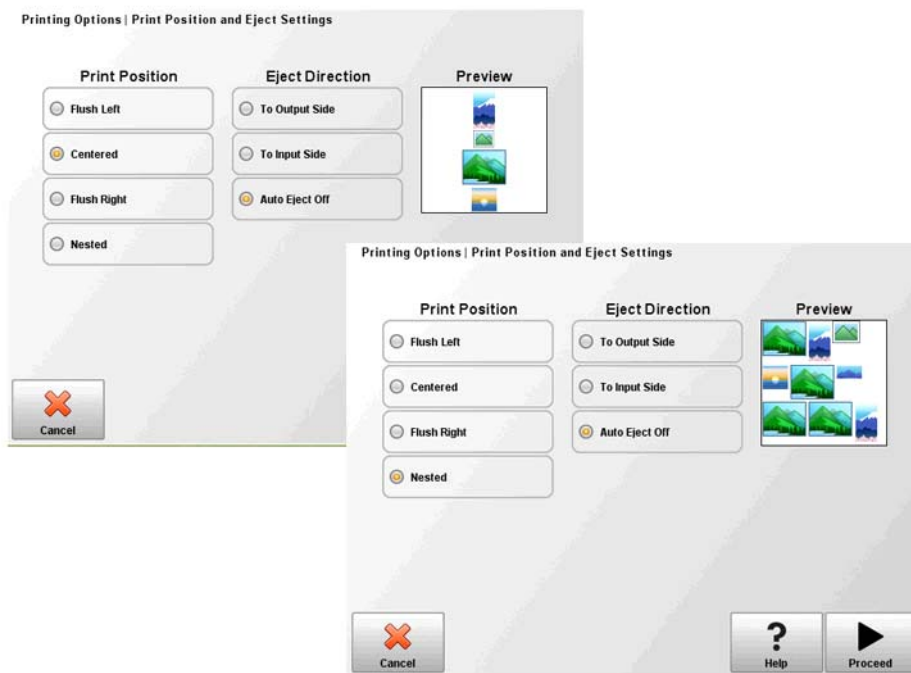 Printing Options | Print Position and Eject Settings
Print Position
Eject Direction
Preview
Flush Left
To Output Side
Centered
To Input Side
Flush Right
Auto Eject Off
Nested
Cancel
Printing Options | Print Position and Eject Settings
Print Position
Eject Direction
Preview
Flush Left
To Output Side
Centered
To Input Side
Flush Right
Auto Eject Off
Nested
Cancel
?
Help
Proceed